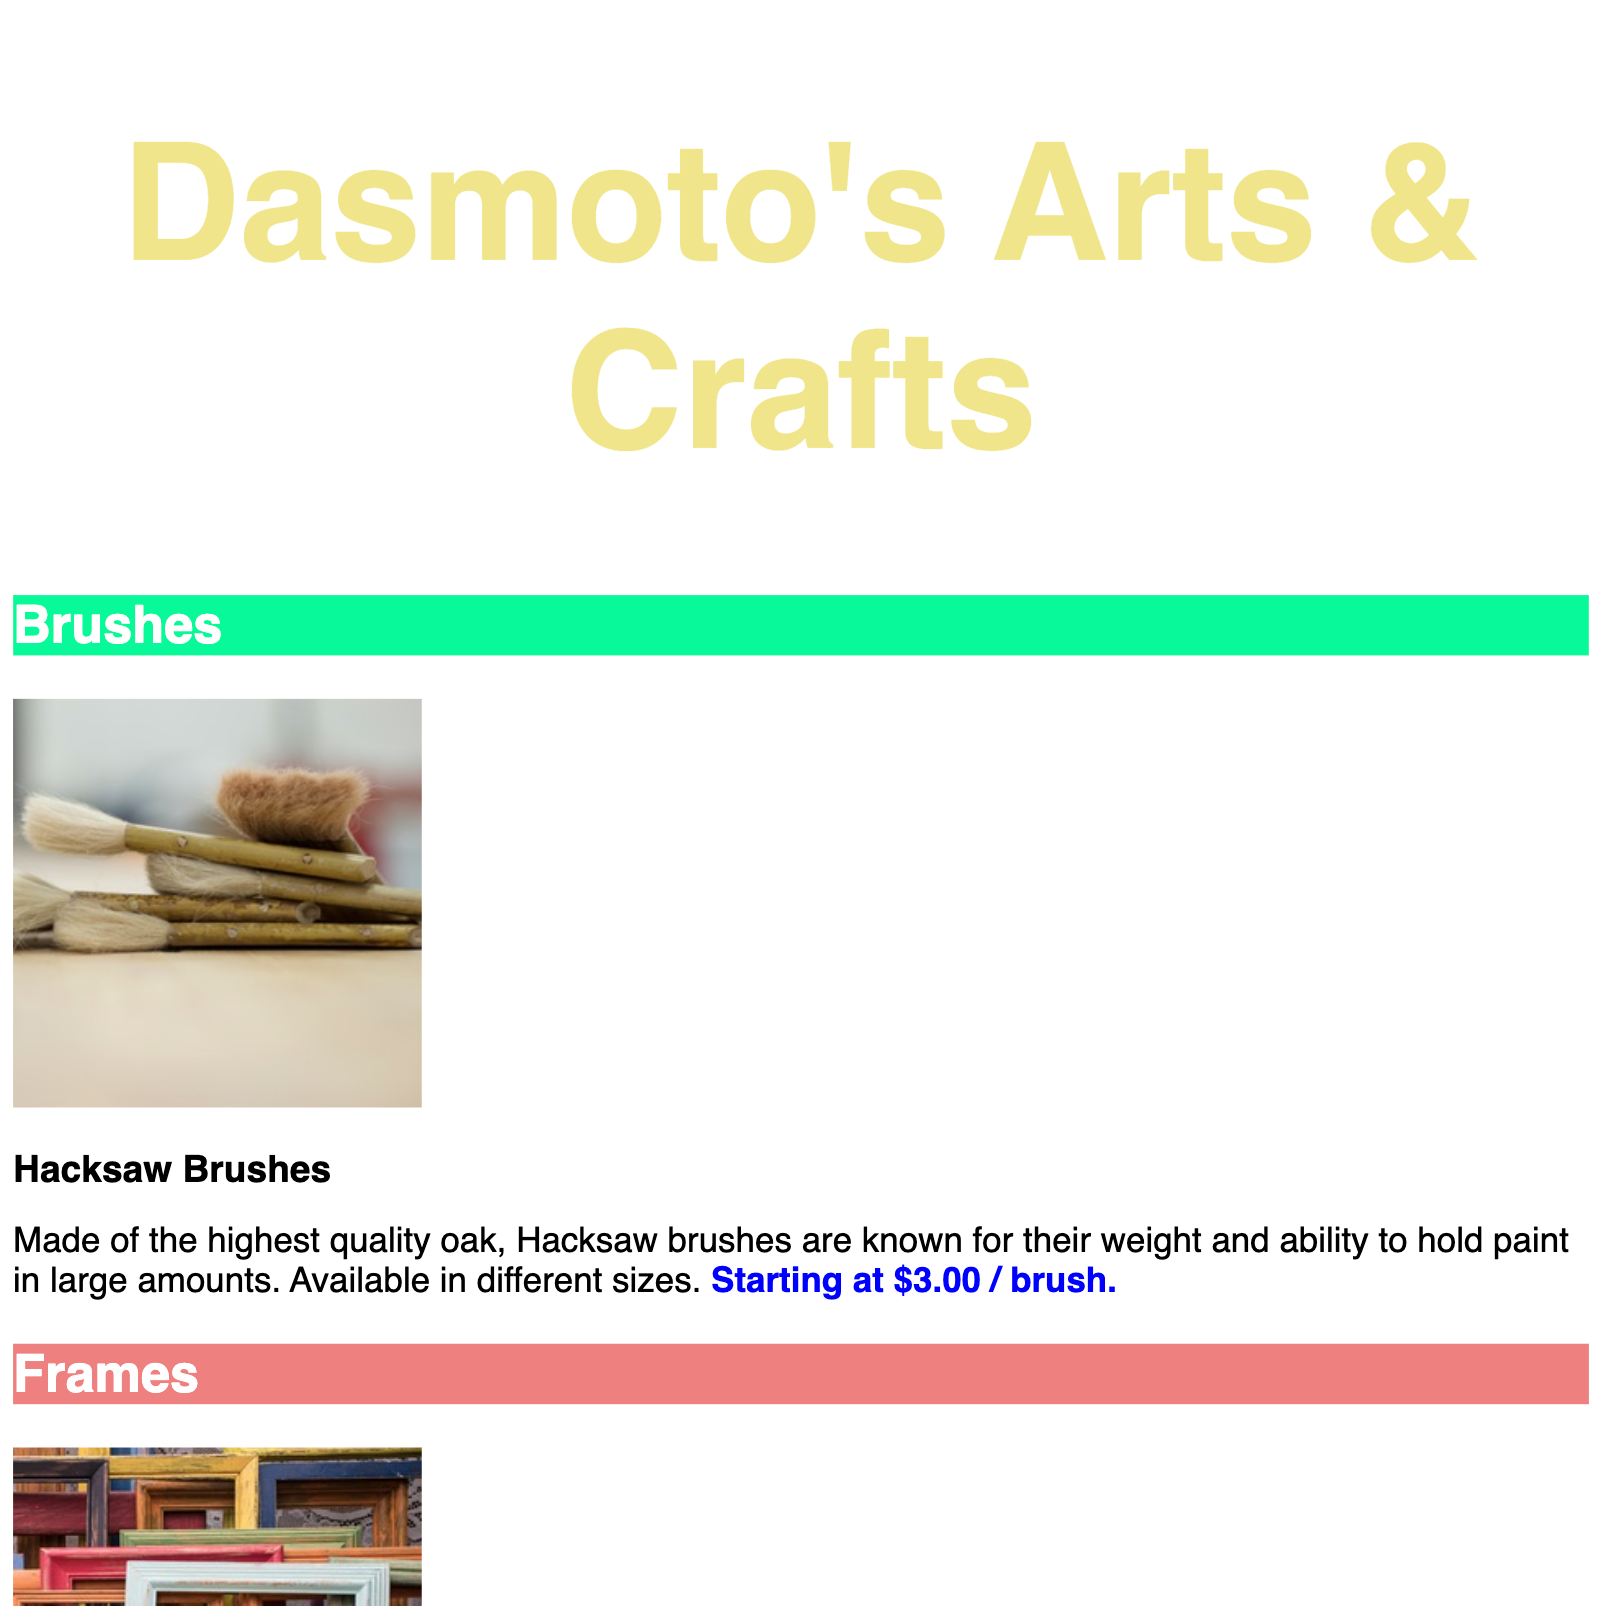 Dasmoto's Arts &
Crafts
Brushes
Hacksaw Brushes
Made of the highest quality oak, Hacksaw brushes are known for their weight and ability to hold paint
in large amounts. Available in different sizes. Starting at $3.00 / brush.
Frames